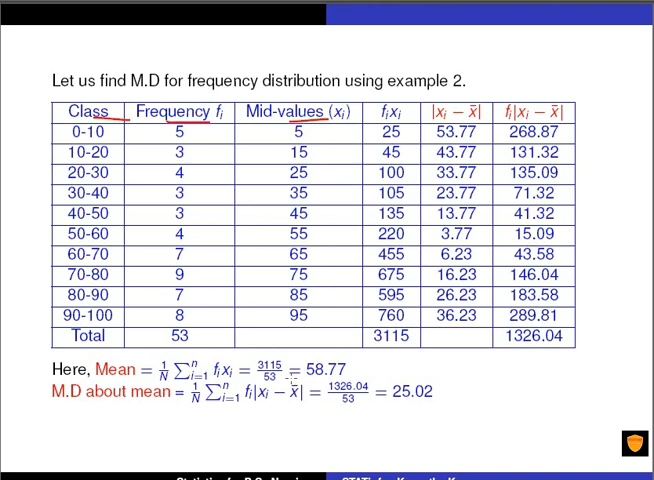 Let us find M.D for frequency distribution using example 2.
Class Frequency fᵢ Mid-values (xᵢ) fᵢxᵢ |xᵢ − x̄| fᵢ|xᵢ − x̄|
0-10 5 5 25 53.77 268.87
10-20 3 15 45 43.77 131.32
20-30 4 25 100 33.77 135.09
30-40 3 35 105 23.77 71.32
40-50 3 45 135 13.77 41.32
50-60 4 55 220 3.77 15.09
60-70 7 65 455 6.23 43.58
70-80 9 75 675 16.23 146.04
80-90 7 85 595 26.23 183.58
90-100 8 95 760 36.23 289.81
Total 53 3115 1326.04
Here, Mean = 1/N ∑ⁿᵢ₌₁ fᵢxᵢ = 3115/53 = 58.77
M.D about mean = 1/N ∑ⁿᵢ₌₁ fᵢ|xᵢ − x̄| = 1326.04/53 = 25.02